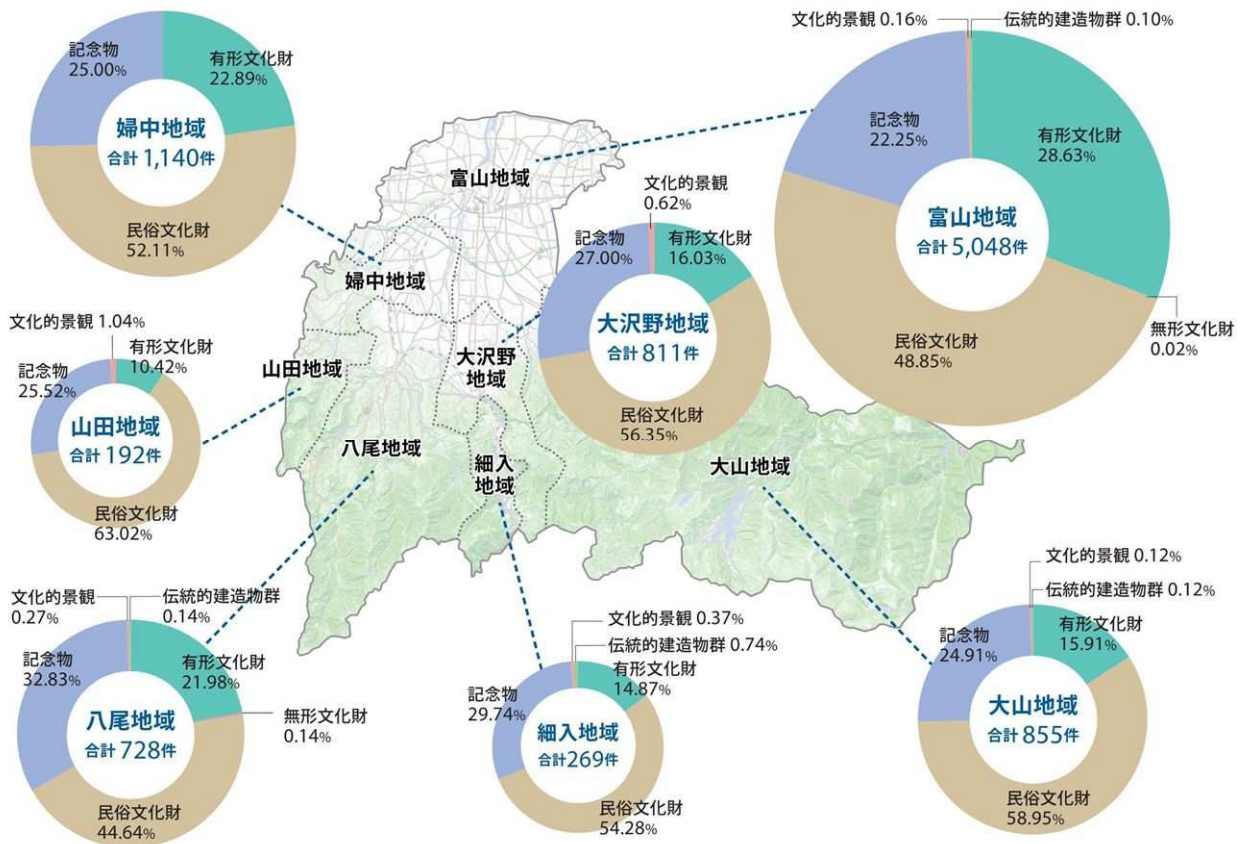 記念物
25.00%
有形文化財
22.89%
婦中地域
合計 1,140件
民俗文化財
52.11%
文化的景観 0.16%
伝統的建造物群 0.10%
記念物
22.25%
有形文化財
28.63%
富山地域
合計 5,048件
無形文化財
0.02%
民俗文化財
48.85%
富山地域
婦中地域
山田地域
大沢野
地域
八尾地域
細入
地域
大山地域
文化的景観
0.62%
記念物
27.00%
有形文化財
16.03%
大沢野地域
合計 811件
民俗文化財
56.35%
文化的景観 1.04%
有形文化財
10.42%
記念物
25.52%
山田地域
合計 192件
民俗文化財
63.02%
文化的景観
0.27%
伝統的建造物群
0.14%
記念物
32.83%
有形文化財
21.98%
八尾地域
合計 728件
無形文化財
0.14%
民俗文化財
44.64%
文化的景観 0.37%
伝統的建造物群 0.74%
有形文化財
14.87%
記念物
29.74%
細入地域
合計269件
民俗文化財
54.28%
文化的景観 0.12%
伝統的建造物群 0.12%
有形文化財
15.91%
記念物
24.91%
大山地域
合計 855件
民俗文化財
58.95%